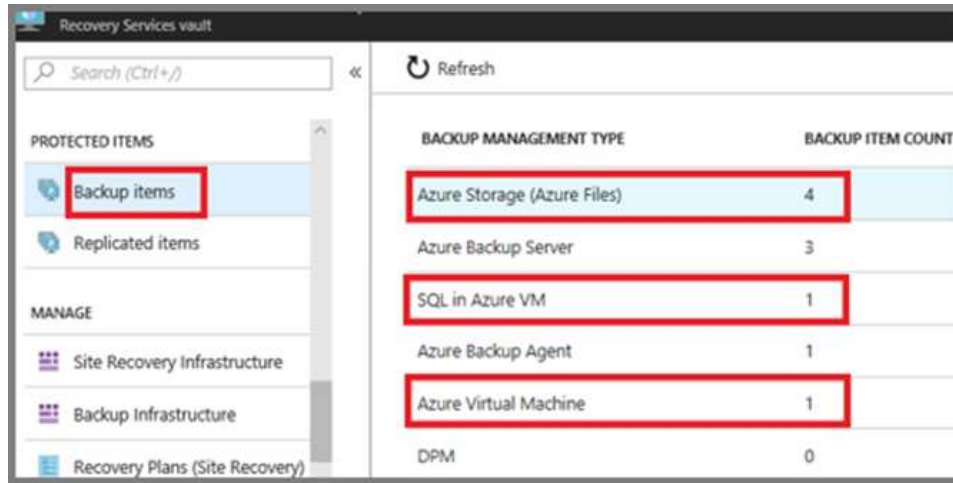 Recovery Services vault
Search (Ctrl+/)
«
Refresh
PROTECTED ITEMS
Backup items
Replicated items
MANAGE
Site Recovery Infrastructure
Backup Infrastructure
Recovery Plans (Site Recovery)
BACKUP MANAGEMENT TYPE BACKUP ITEM COUNT
Azure Storage (Azure Files) 4
Azure Backup Server 3
SQL in Azure VM 1
Azure Backup Agent 1
Azure Virtual Machine 1
DPM 0